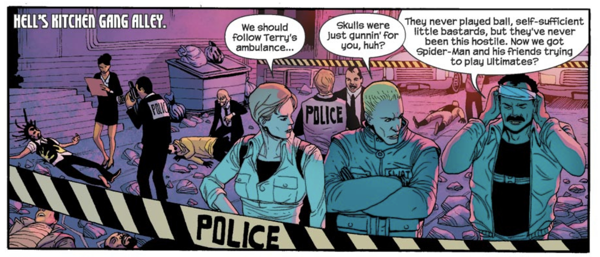 HELL'S KITCHEN GANG ALLEY.
We should
follow Terry's
ambulance...
Skulls were
just gunnin' for
you, huh?
They never played ball, self-sufficient
little bastards, but they've never
been this hostile. Now we got
Spider-Man and his friends trying
to play Ultimates?
POLICE
SWAT
POLICE